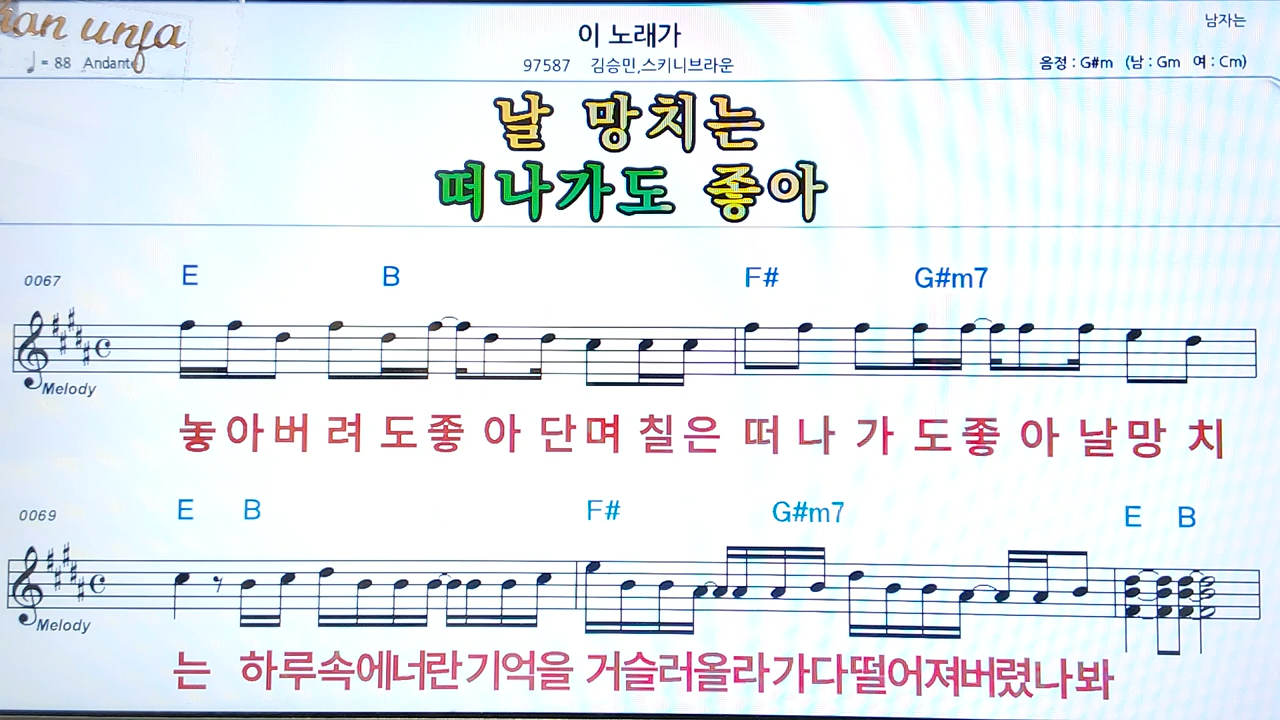 남자는
이 노래가
♩ = 88 Andante
97587 김승민,스키니브라운
음정 : G#m (남 : Gm 여 : Cm)
날 망치는
떠나가도 좋아
0067 E B F# G#m7
Melody
놓아버려도좋아단며칠은떠나가도좋아날망치
0069 E B F# G#m7 E B
Melody
는 하루속에너란기억을 거슬러올라가다떨어져버렸나봐